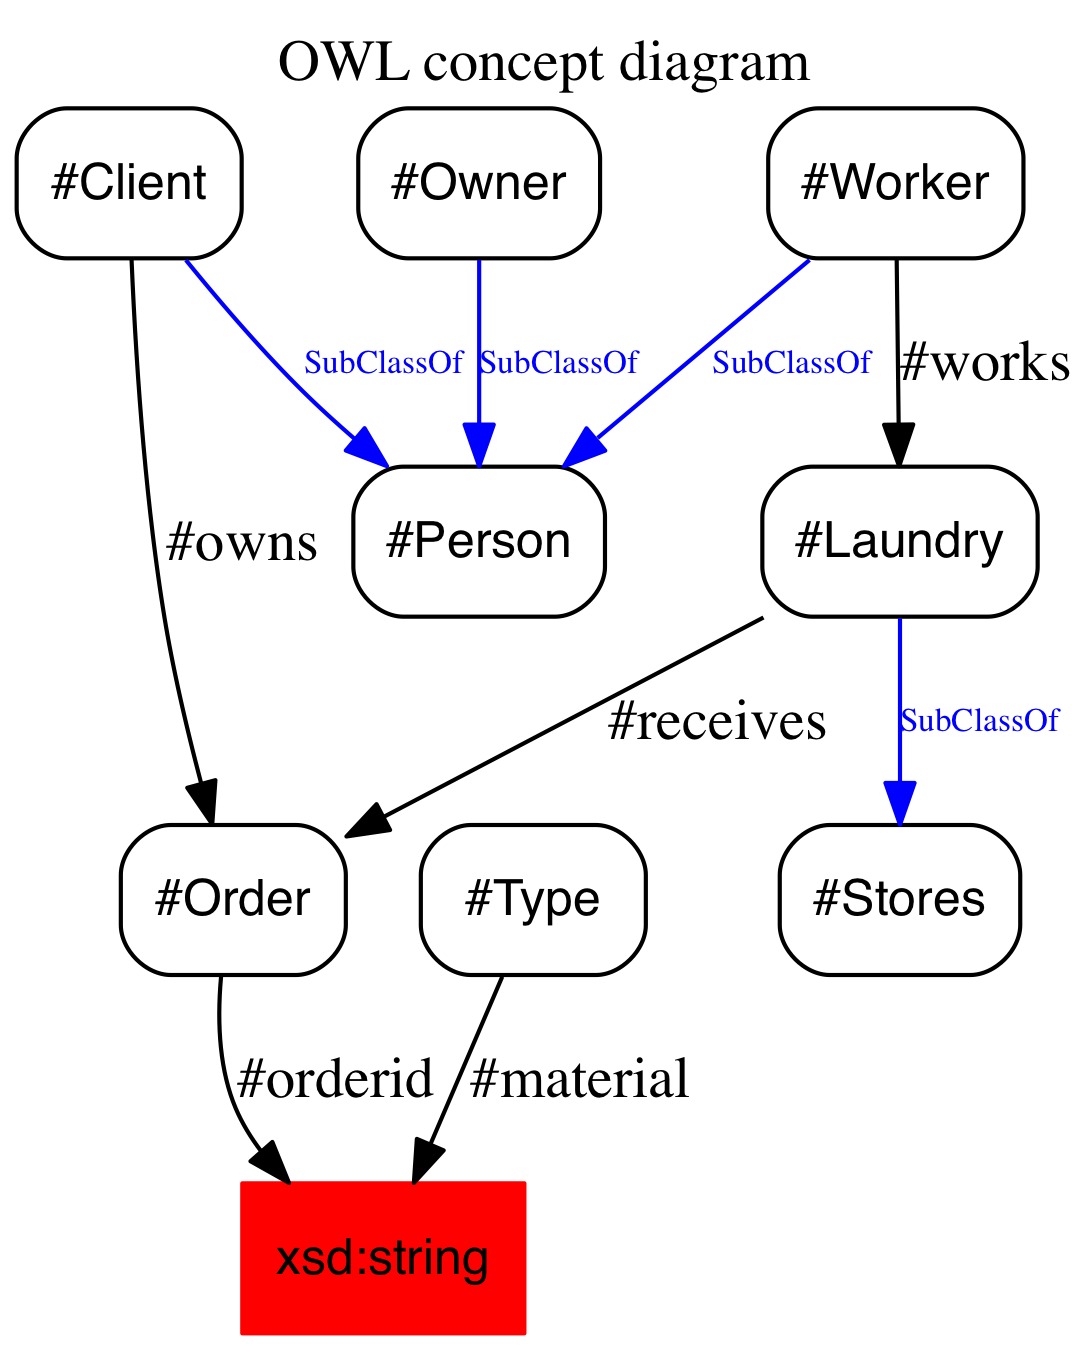 OWL concept diagram
#Client
#Owner
#Worker
SubClassOf
SubClassOf
SubClassOf
#works
#owns
#Person
#Laundry
#receives
SubClassOf
#Order
#Type
#Stores
#orderid
#material
xsd:string